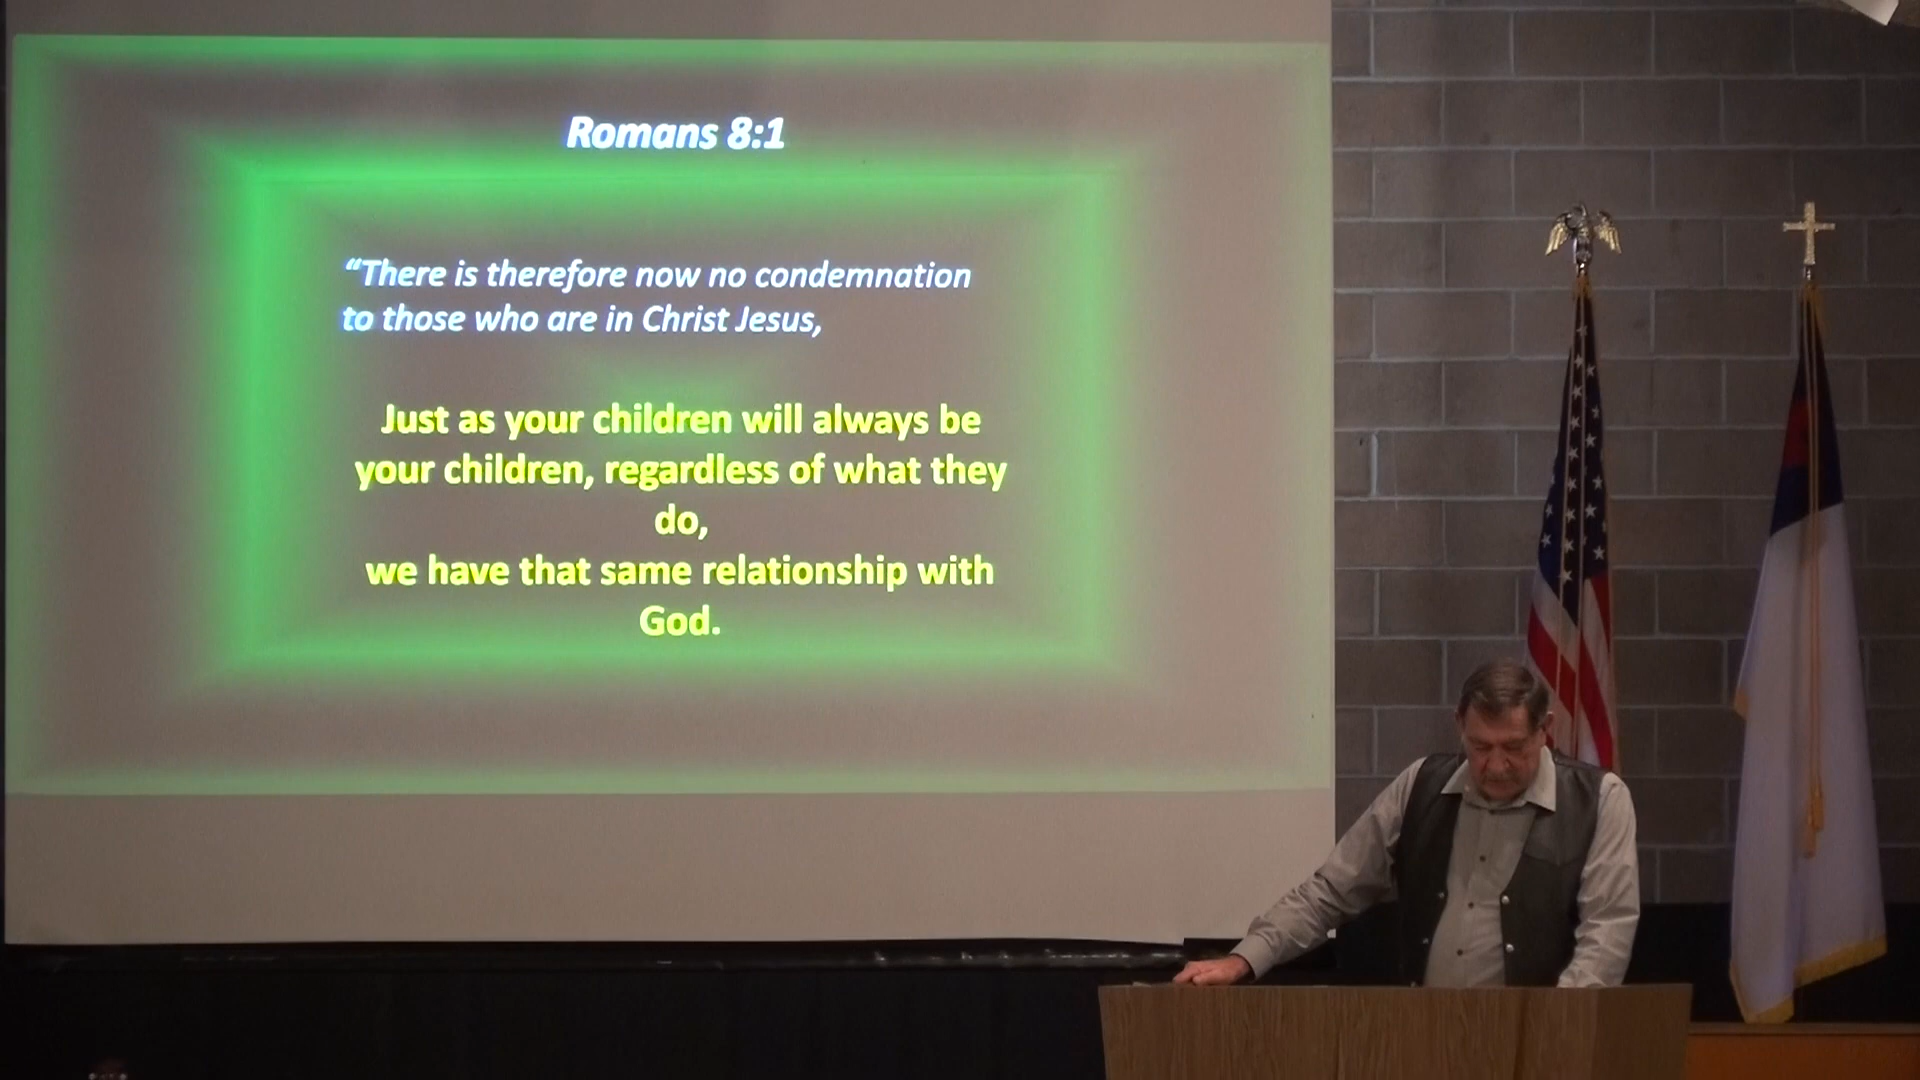 Romans 8:1
“There is therefore now no condemnation
to those who are in Christ Jesus,
Just as your children will always be
your children, regardless of what they
do,
we have that same relationship with
God.